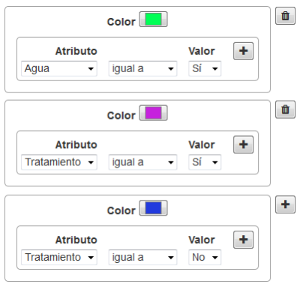 Color
Atributo Valor
Agua igual a Sí
Color
Atributo Valor
Tratamiento igual a Sí
Color
Atributo Valor
Tratamiento igual a No